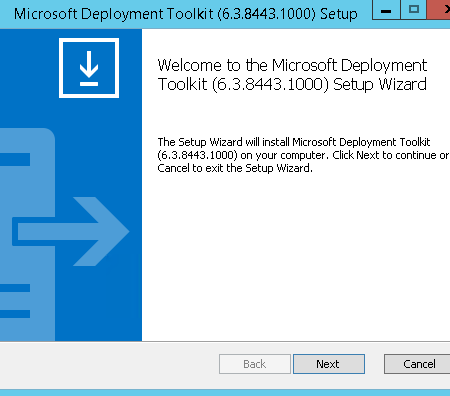 Microsoft Deployment Toolkit (6.3.8443.1000) Setup
Welcome to the Microsoft Deployment
Toolkit (6.3.8443.1000) Setup Wizard
The Setup Wizard will install Microsoft Deployment Toolkit
(6.3.8443.1000) on your computer. Click Next to continue or
Cancel to exit the Setup Wizard.
Back Next Cancel